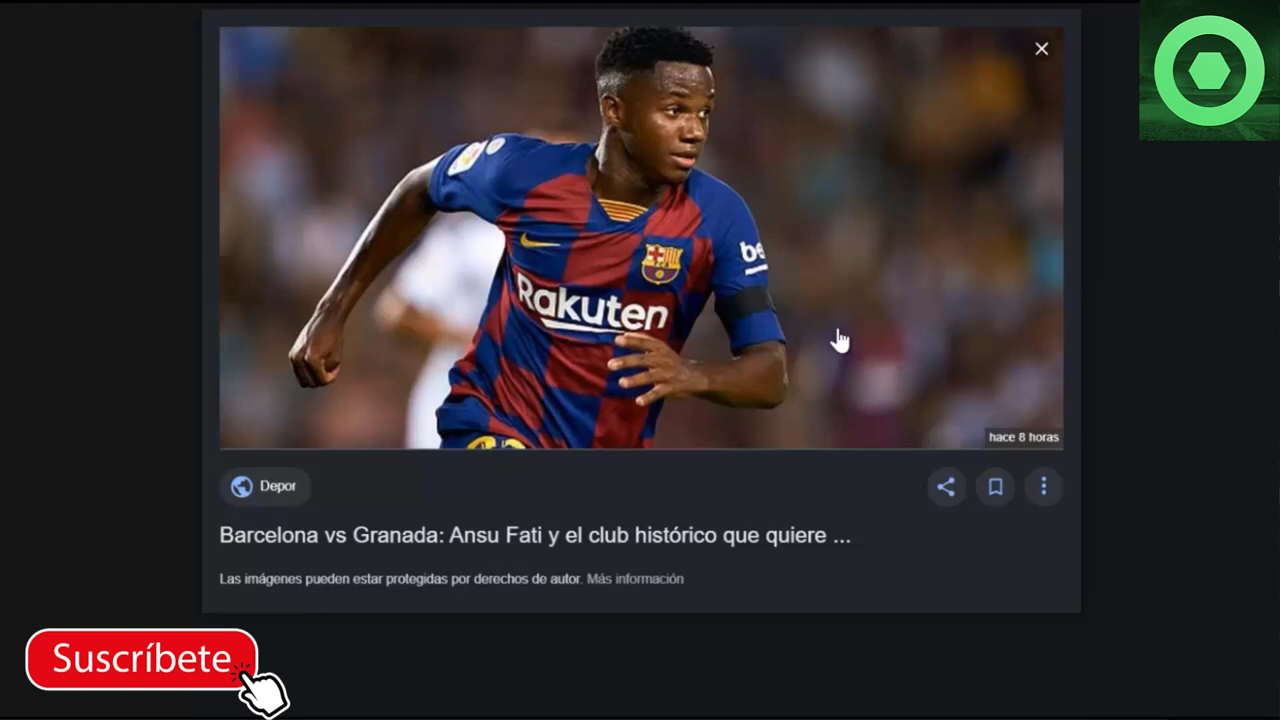 be
Rakuten
hace 8 horas
Depor
Barcelona vs Granada: Ansu Fati y el club histórico que quiere ...
Las imágenes pueden estar protegidas por derechos de autor. Más información
Suscríbete